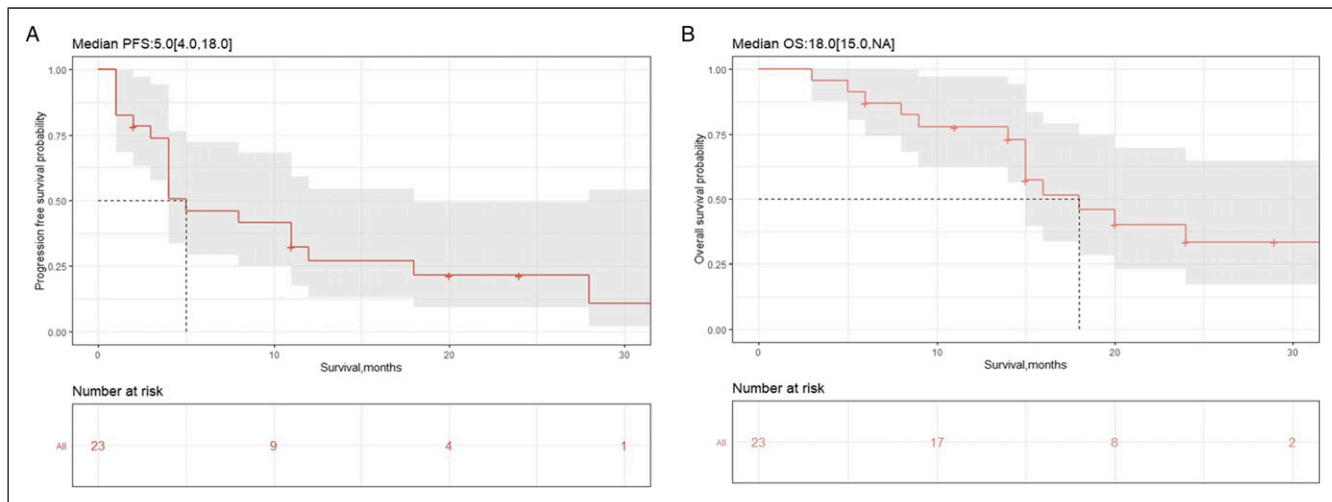 A
Median PFS:5.0[4.0,18.0]
Progression free survival probability
1.00
0.75
0.50
0.25
0.00
0 10 20 30
Survival,months
Number at risk
All 23 9 4 1
B
Median OS:18.0[15.0,NA]
Overall survival probability
1.00
0.75
0.50
0.25
0.00
0 10 20 30
Survival,months
Number at risk
All 23 17 8 2